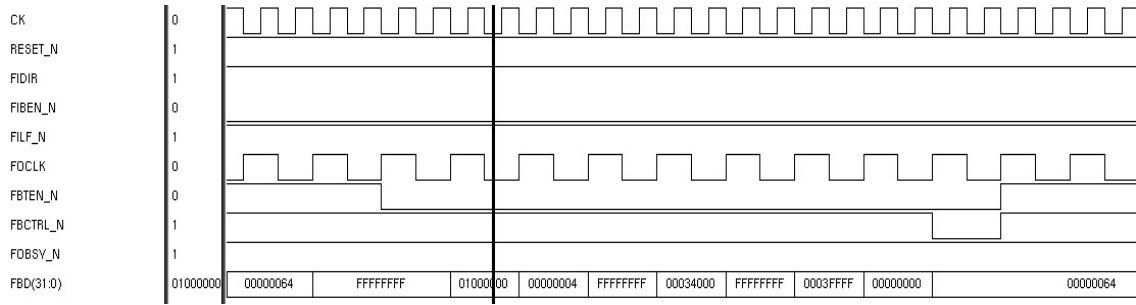 CK 0
RESET_N 1
FIDIR 1
FIBEN_N 0
FILF_N 1
FOCLK 0
FBTEN_N 0
FBCTRL_N 1
FOBSY_N 1
FBD(31:0) 01000000 00000064 FFFFFFFF 01000000 00000004 FFFFFFFF 00034000 FFFFFFFF 0003FFFF 00000000 00000064